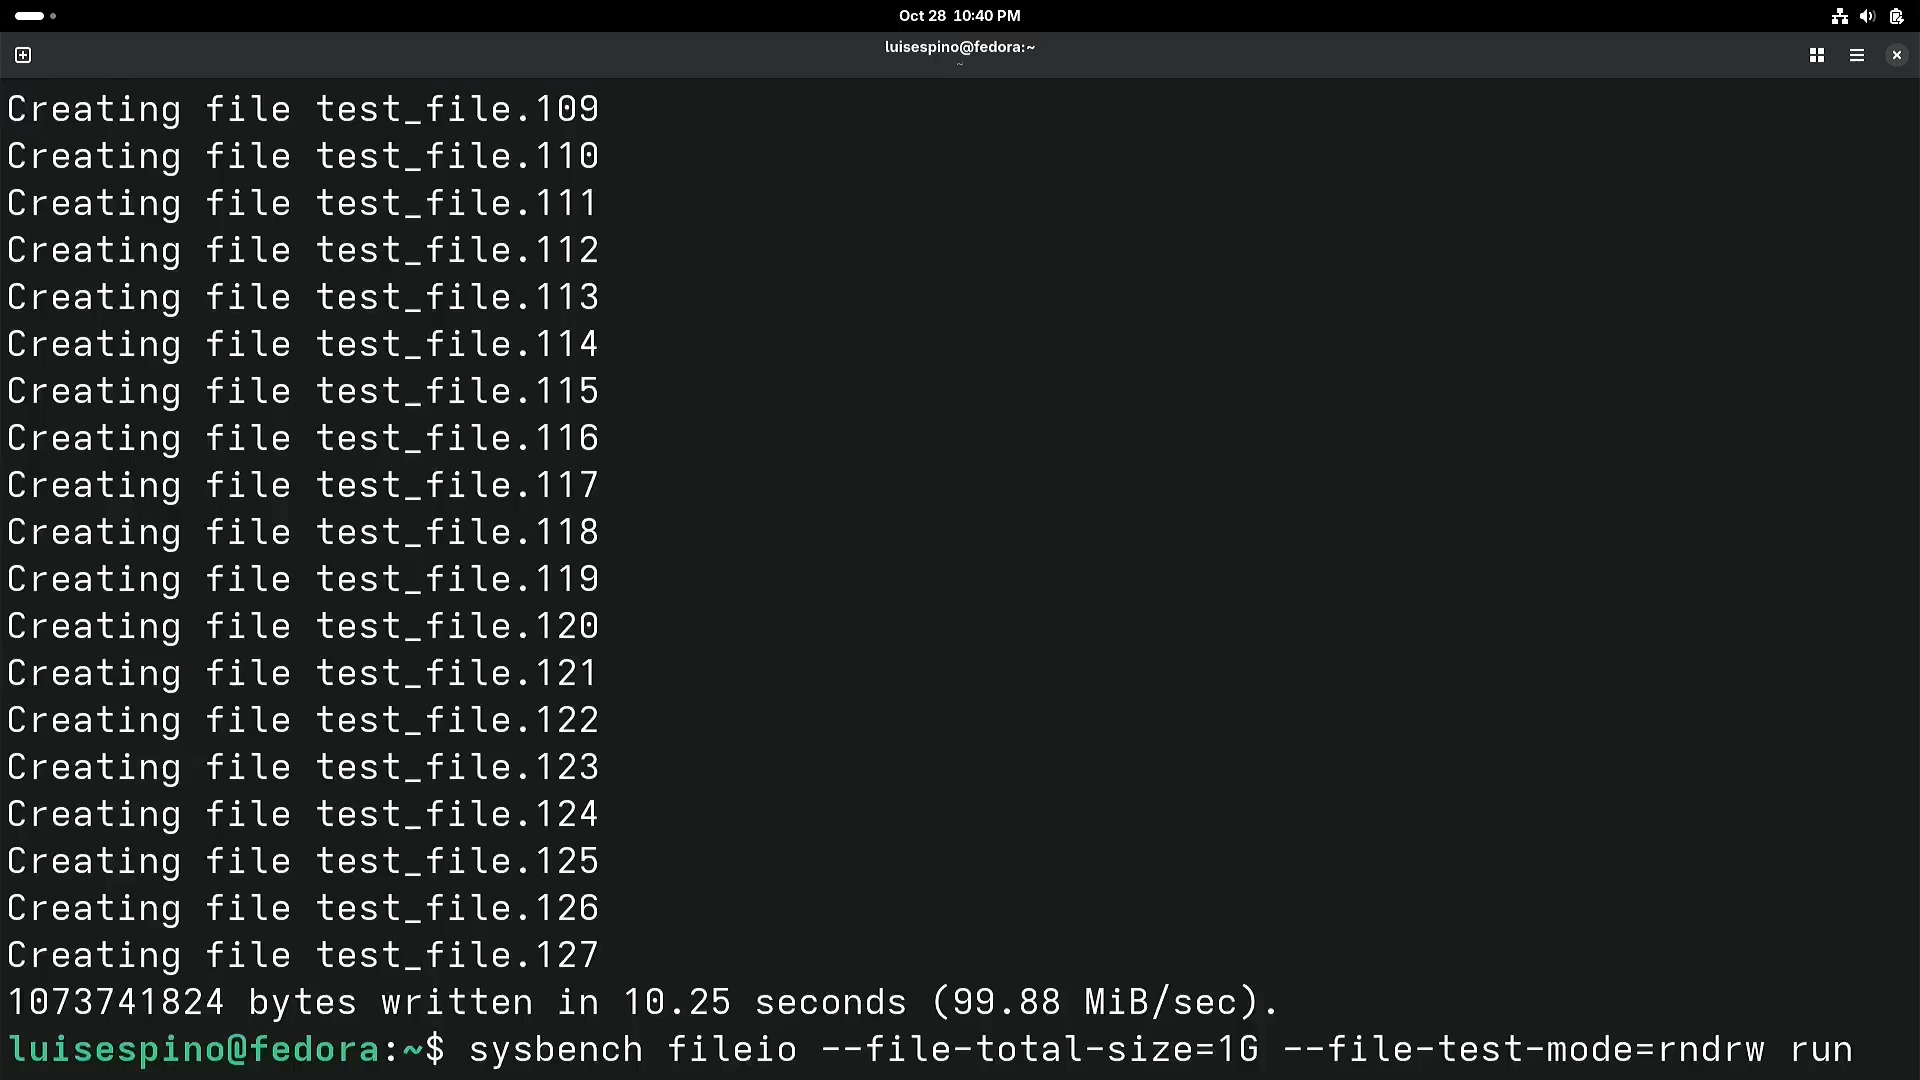 Oct 28 10:40 PM
luisespino@fedora:~
~
Creating file test_file.109
Creating file test_file.110
Creating file test_file.111
Creating file test_file.112
Creating file test_file.113
Creating file test_file.114
Creating file test_file.115
Creating file test_file.116
Creating file test_file.117
Creating file test_file.118
Creating file test_file.119
Creating file test_file.120
Creating file test_file.121
Creating file test_file.122
Creating file test_file.123
Creating file test_file.124
Creating file test_file.125
Creating file test_file.126
Creating file test_file.127
1073741824 bytes written in 10.25 seconds (99.88 MiB/sec).
luisespino@fedora:~$ sysbench fileio --file-total-size=1G --file-test-mode=rndrw run